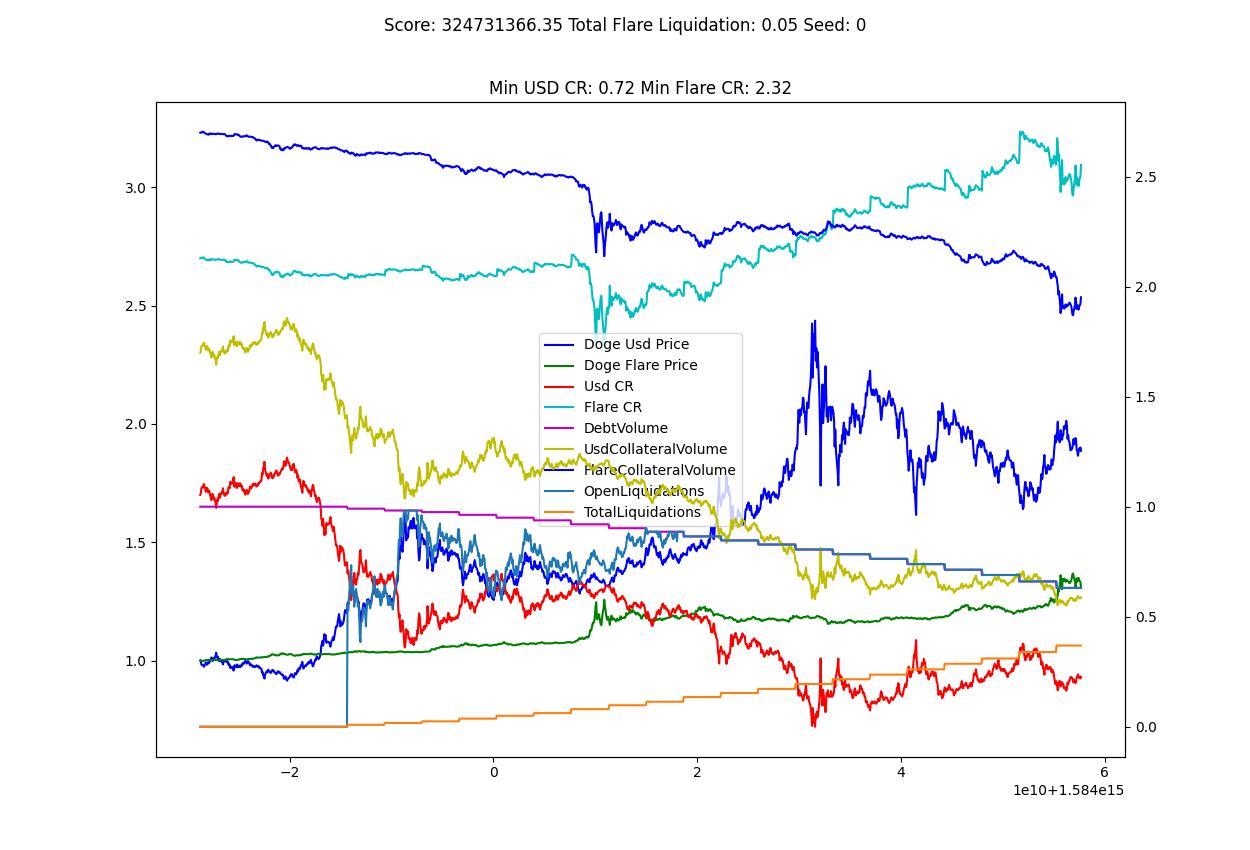 Score: 324731366.35 Total Flare Liquidation: 0.05 Seed: 0
Min USD CR: 0.72 Min Flare CR: 2.32
3.0
2.5
2.0
1.5
1.0
2.5
2.0
1.5
1.0
0.5
0.0
Doge Usd Price
Doge Flare Price
Usd CR
Flare CR
DebtVolume
UsdCollateralVolume
FlareCollateralVolume
OpenLiquidations
TotalLiquidations
−2 0 2 4 6
1e10+1.584e15